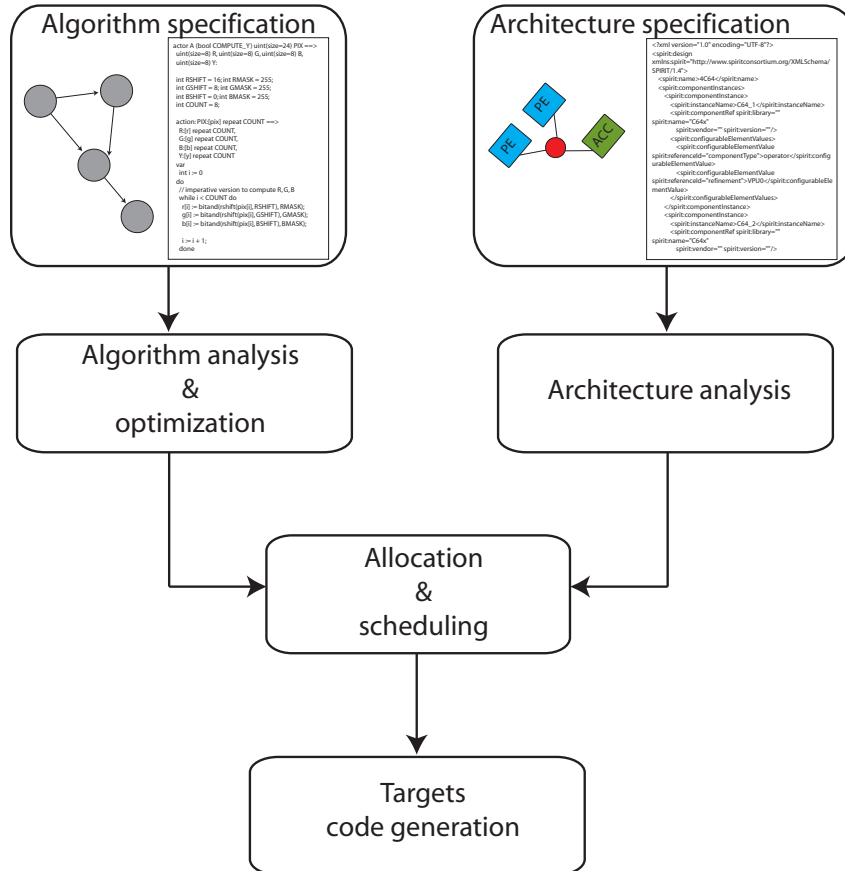 Algorithm specification
actor A (bool COMPUTE_Y) uint(size=24) PIX ==>
uint(size=8) R, uint(size=8) G, uint(size=8) B,
uint(size=8) Y:
int RSHIFT = 16; int RMASK = 255;
int GSHIFT = 8; int GMASK = 255;
int BSHIFT = 0; int BMASK = 255;
int COUNT = 8;
action: PIX:[pix] repeat COUNT ==>
R:[r] repeat COUNT,
G:[g] repeat COUNT,
B:[b] repeat COUNT,
Y:[y] repeat COUNT
var
int i := 0
do
// imperative version to compute R, G, B
while i < COUNT do
r[i] := bitand(rshift(pix[i], RSHIFT), RMASK);
g[i] := bitand(rshift(pix[i], GSHIFT), GMASK);
b[i] := bitand(rshift(pix[i], BSHIFT), BMASK);
i := i + 1;
done
Architecture specification
PE
PE
ACC
<?xml version="1.0" encoding="UTF-8"?>
<spirit:design
xmlns:spirit="http://www.spiritconsortium.org/XMLSchema/
SPIRIT/1.4">
<spirit:name>4C64</spirit:name>
<spirit:componentInstances>
<spirit:componentInstance>
<spirit:instanceName>C64_1</spirit:instanceName>
<spirit:componentRef spirit:library=""
spirit:name="C64x"
spirit:vendor="" spirit:version=""/>
<spirit:configurableElementValues>
<spirit:configurableElementValue
spirit:referenceId="componentType">operator</spirit:config
urableElementValue>
<spirit:configurableElementValue
spirit:referenceId="refinement">VPU0</spirit:configurableEle
mentValue>
</spirit:configurableElementValues>
</spirit:componentInstance>
<spirit:componentInstance>
<spirit:instanceName>C64_2</spirit:instanceName>
<spirit:componentRef spirit:library=""
spirit:name="C64x"
spirit:vendor="" spirit:version=""/>
Algorithm analysis
&
optimization
Architecture analysis
Allocation
&
scheduling
Targets
code generation